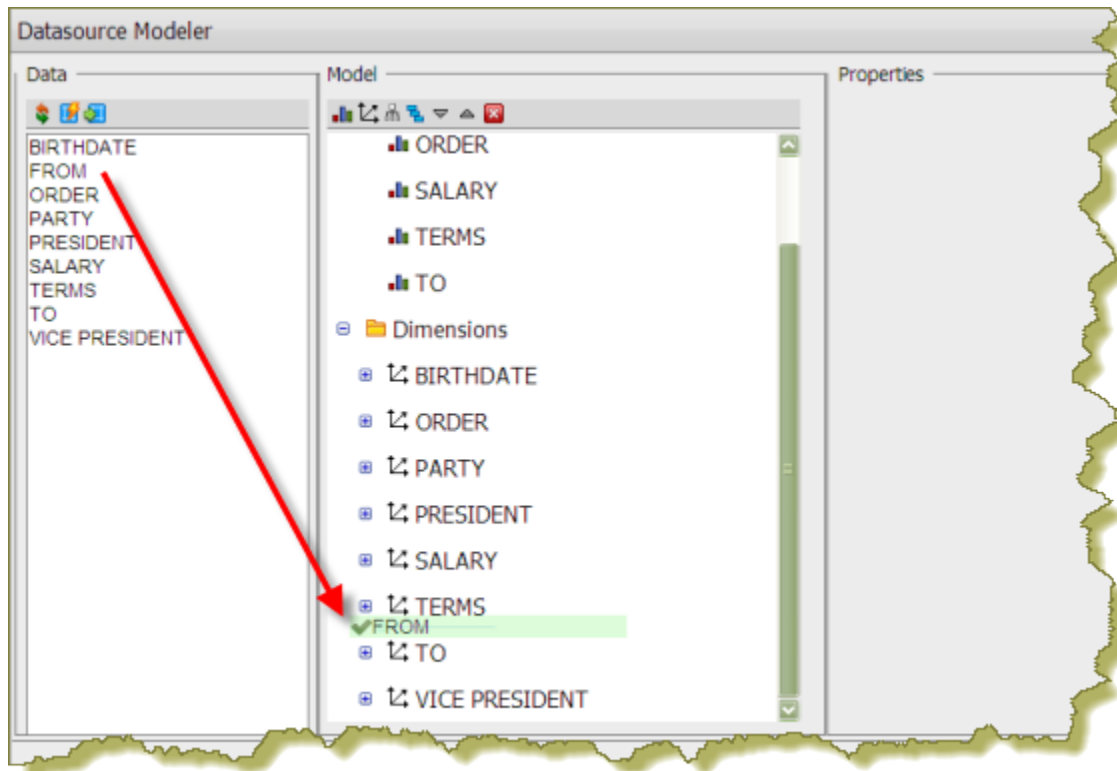 Datasource Modeler
Data
BIRTHDATE
FROM
ORDER
PARTY
PRESIDENT
SALARY
TERMS
TO
VICE PRESIDENT
Model
ORDER
SALARY
TERMS
TO
Dimensions
BIRTHDATE
ORDER
PARTY
PRESIDENT
SALARY
TERMS
FROM
TO
VICE PRESIDENT
Properties